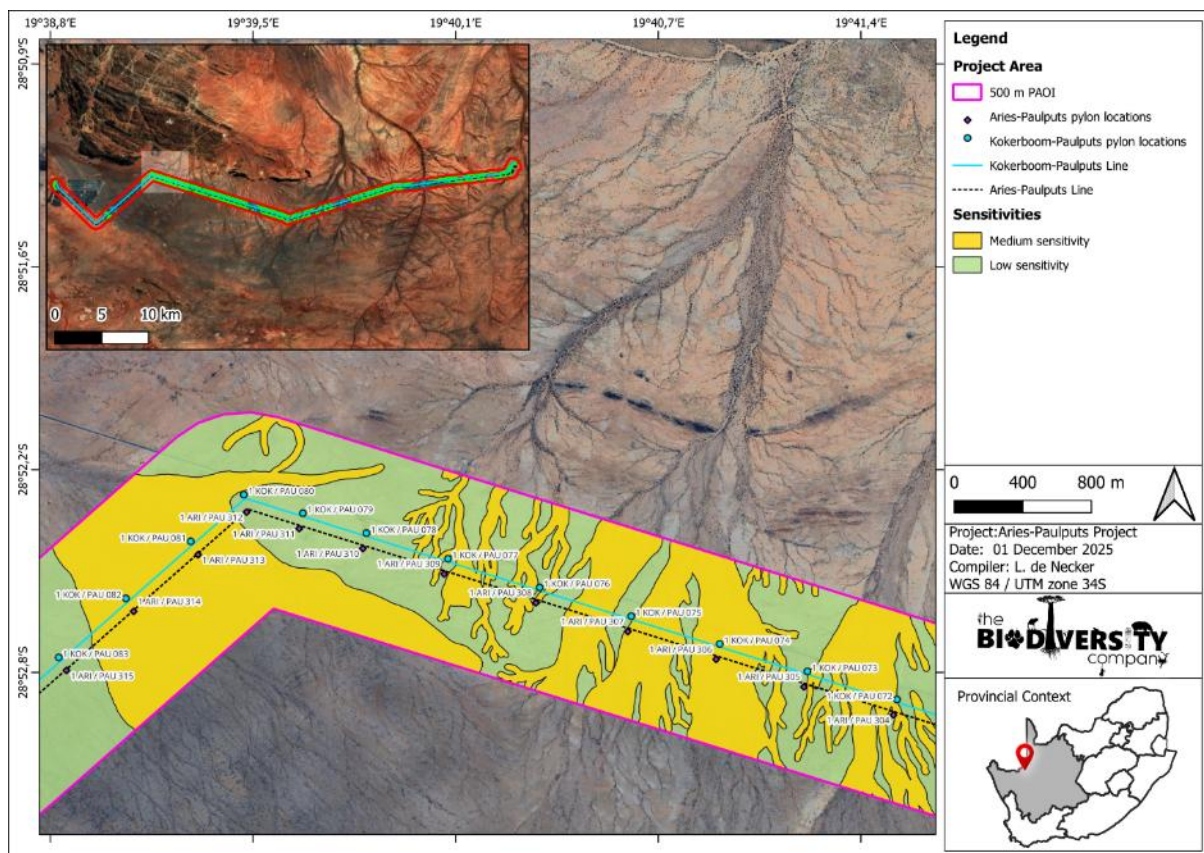 19°38,8'E
19°39,5'E
19°40,1'E
19°40,7'E
19°41,4'E
28°50,9'S
28°51,6'S
28°52,2'S
28°52,8'S
0 5 10 km
1 KOK / PAU 080
1 KOK / PAU 079
1 ARI / PAU 312
1 ARI / PAU 311
1 KOK / PAU 078
1 KOK / PAU 081
1 ARI / PAU 310
1 KOK / PAU 077
1 ARI / PAU 313
1 ARI / PAU 309
1 KOK / PAU 076
1 KOK / PAU 082
1 ARI / PAU 308
1 ARI / PAU 314
1 KOK / PAU 075
1 ARI / PAU 307
1 KOK / PAU 074
1 ARI / PAU 306
1 KOK / PAU 083
1 KOK / PAU 073
1 ARI / PAU 315
1 ARI / PAU 305
1 KOK / PAU 072
1 ARI / PAU 304
Legend
Project Area
500 m PAOI
Aries-Paulputs pylon locations
Kokerboom-Paulputs pylon locations
Kokerboom-Paulputs Line
Aries-Paulputs Line
Sensitivities
Medium sensitivity
Low sensitivity
0 400 800 m
Project:Aries-Paulputs Project
Date: 01 December 2025
Compiler: L. de Necker
WGS 84 / UTM zone 34S
the
BIODIVERSITY
company
Provincial Context